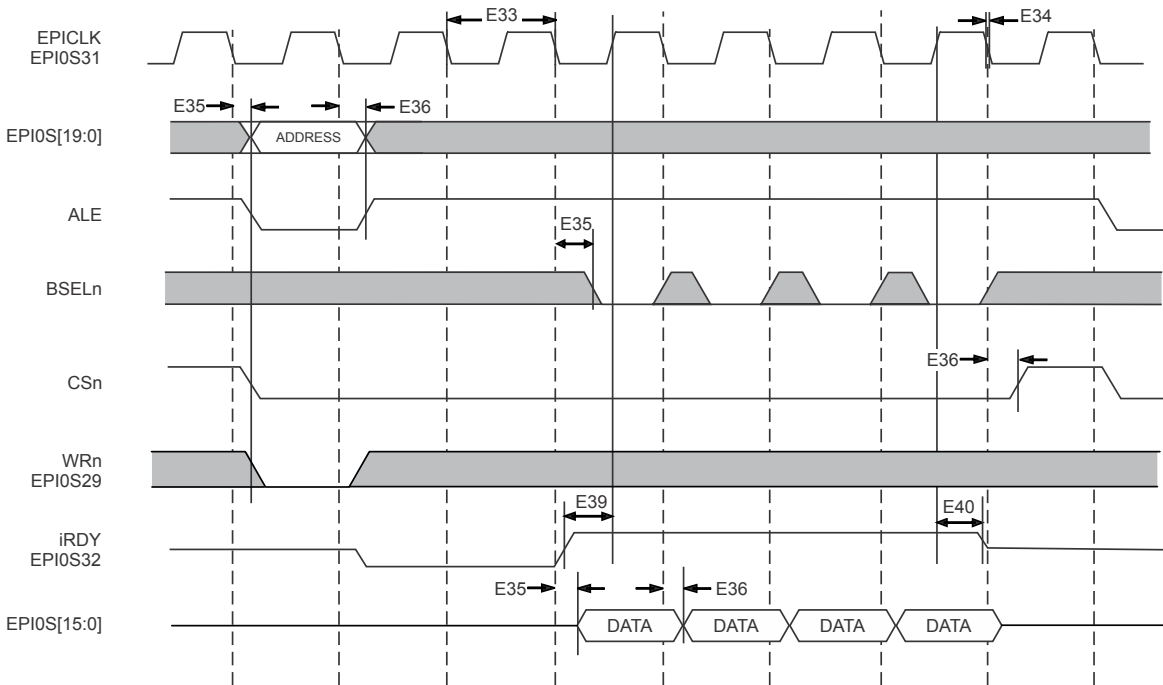 E33
E34
EPICLK
EPI0S31
E35
E36
EPI0S[19:0]
ADDRESS
ALE
E35
BSELn
E36
CSn
WRn
EPI0S29
E39
E40
iRDY
EPI0S32
E35
E36
EPI0S[15:0]
DATA
DATA
DATA
DATA